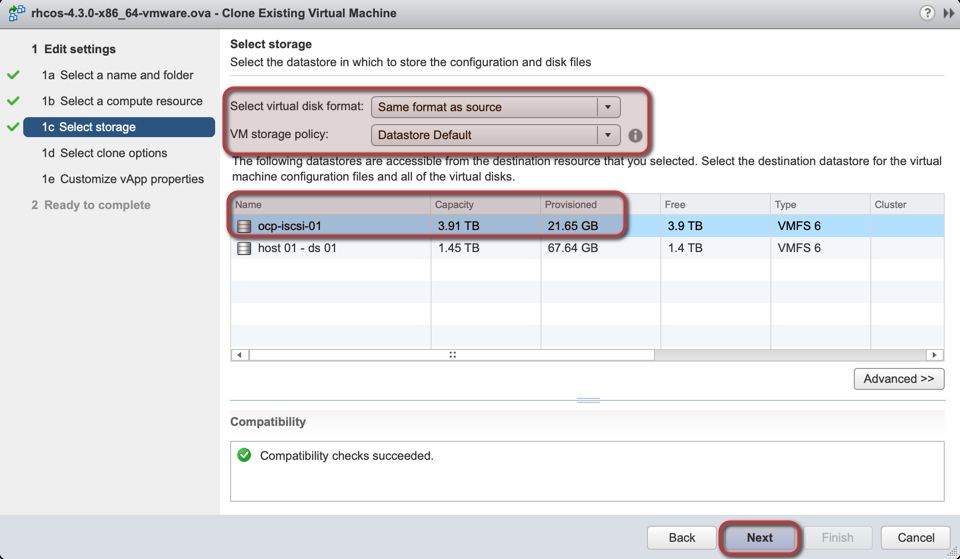 rhcos-4.3.0-x86_64-vmware.ova - Clone Existing Virtual Machine
?
1 Edit settings
1a Select a name and folder
1b Select a compute resource
1c Select storage
1d Select clone options
1e Customize vApp properties
2 Ready to complete
Select storage
Select the datastore in which to store the configuration and disk files
Select virtual disk format: Same format as source
VM storage policy: Datastore Default
The following datastores are accessible from the destination resource that you selected. Select the destination datastore for the virtual
machine configuration files and all of the virtual disks.
Name Capacity Provisioned Free Type Cluster
ocp-iscsi-01 3.91 TB 21.65 GB 3.9 TB VMFS 6
host 01 - ds 01 1.45 TB 67.64 GB 1.4 TB VMFS 6
Advanced >>
Compatibility
Compatibility checks succeeded.
Back Next Finish Cancel